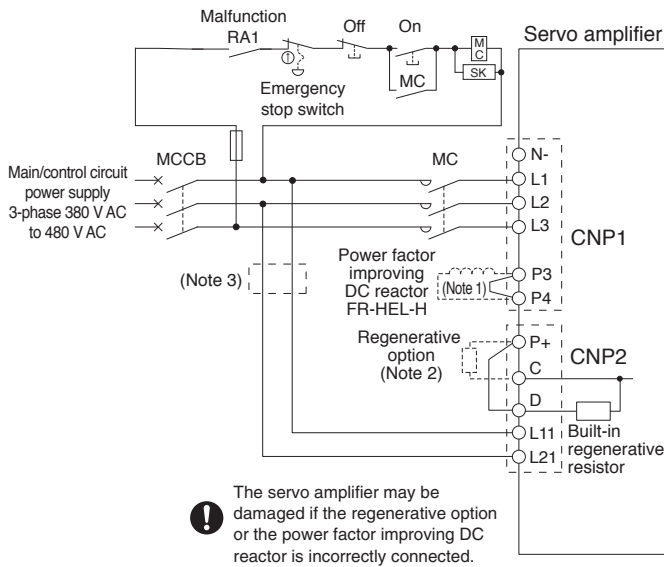 Malfunction
RA1
Off
On
MC
SK
MC
Emergency
stop switch
Servo amplifier
MCCB
MC
Main/control circuit
power supply
3-phase 380 V AC
to 480 V AC
N-
L1
L2
L3
CNP1
(Note 3)
Power factor
improving
DC reactor
FR-HEL-H
(Note 1)
P3
P4
Regenerative
option
(Note 2)
P+
C
D
L11
L21
CNP2
Built-in
regenerative
resistor
The servo amplifier may be
damaged if the regenerative option
or the power factor improving DC
reactor is incorrectly connected.